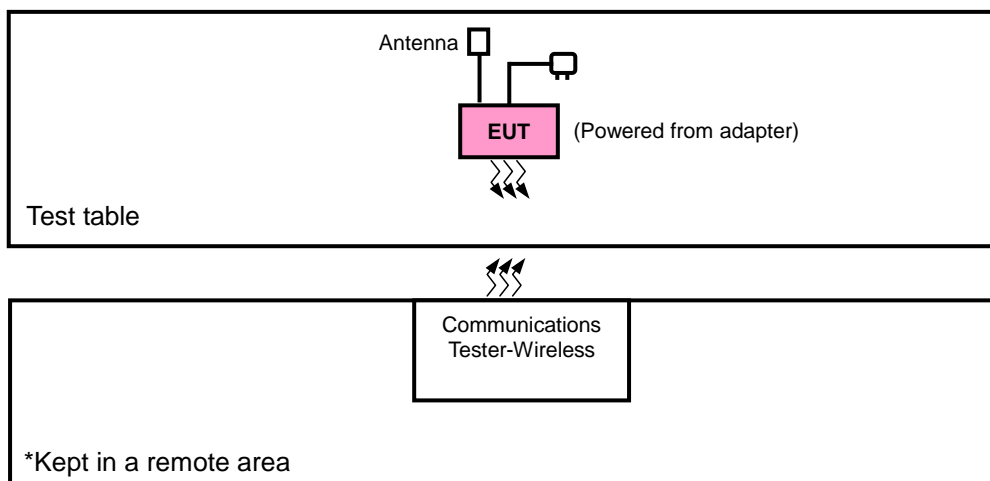 Antenna
EUT
(Powered from adapter)
Test table
Communications
Tester-Wireless
*Kept in a remote area